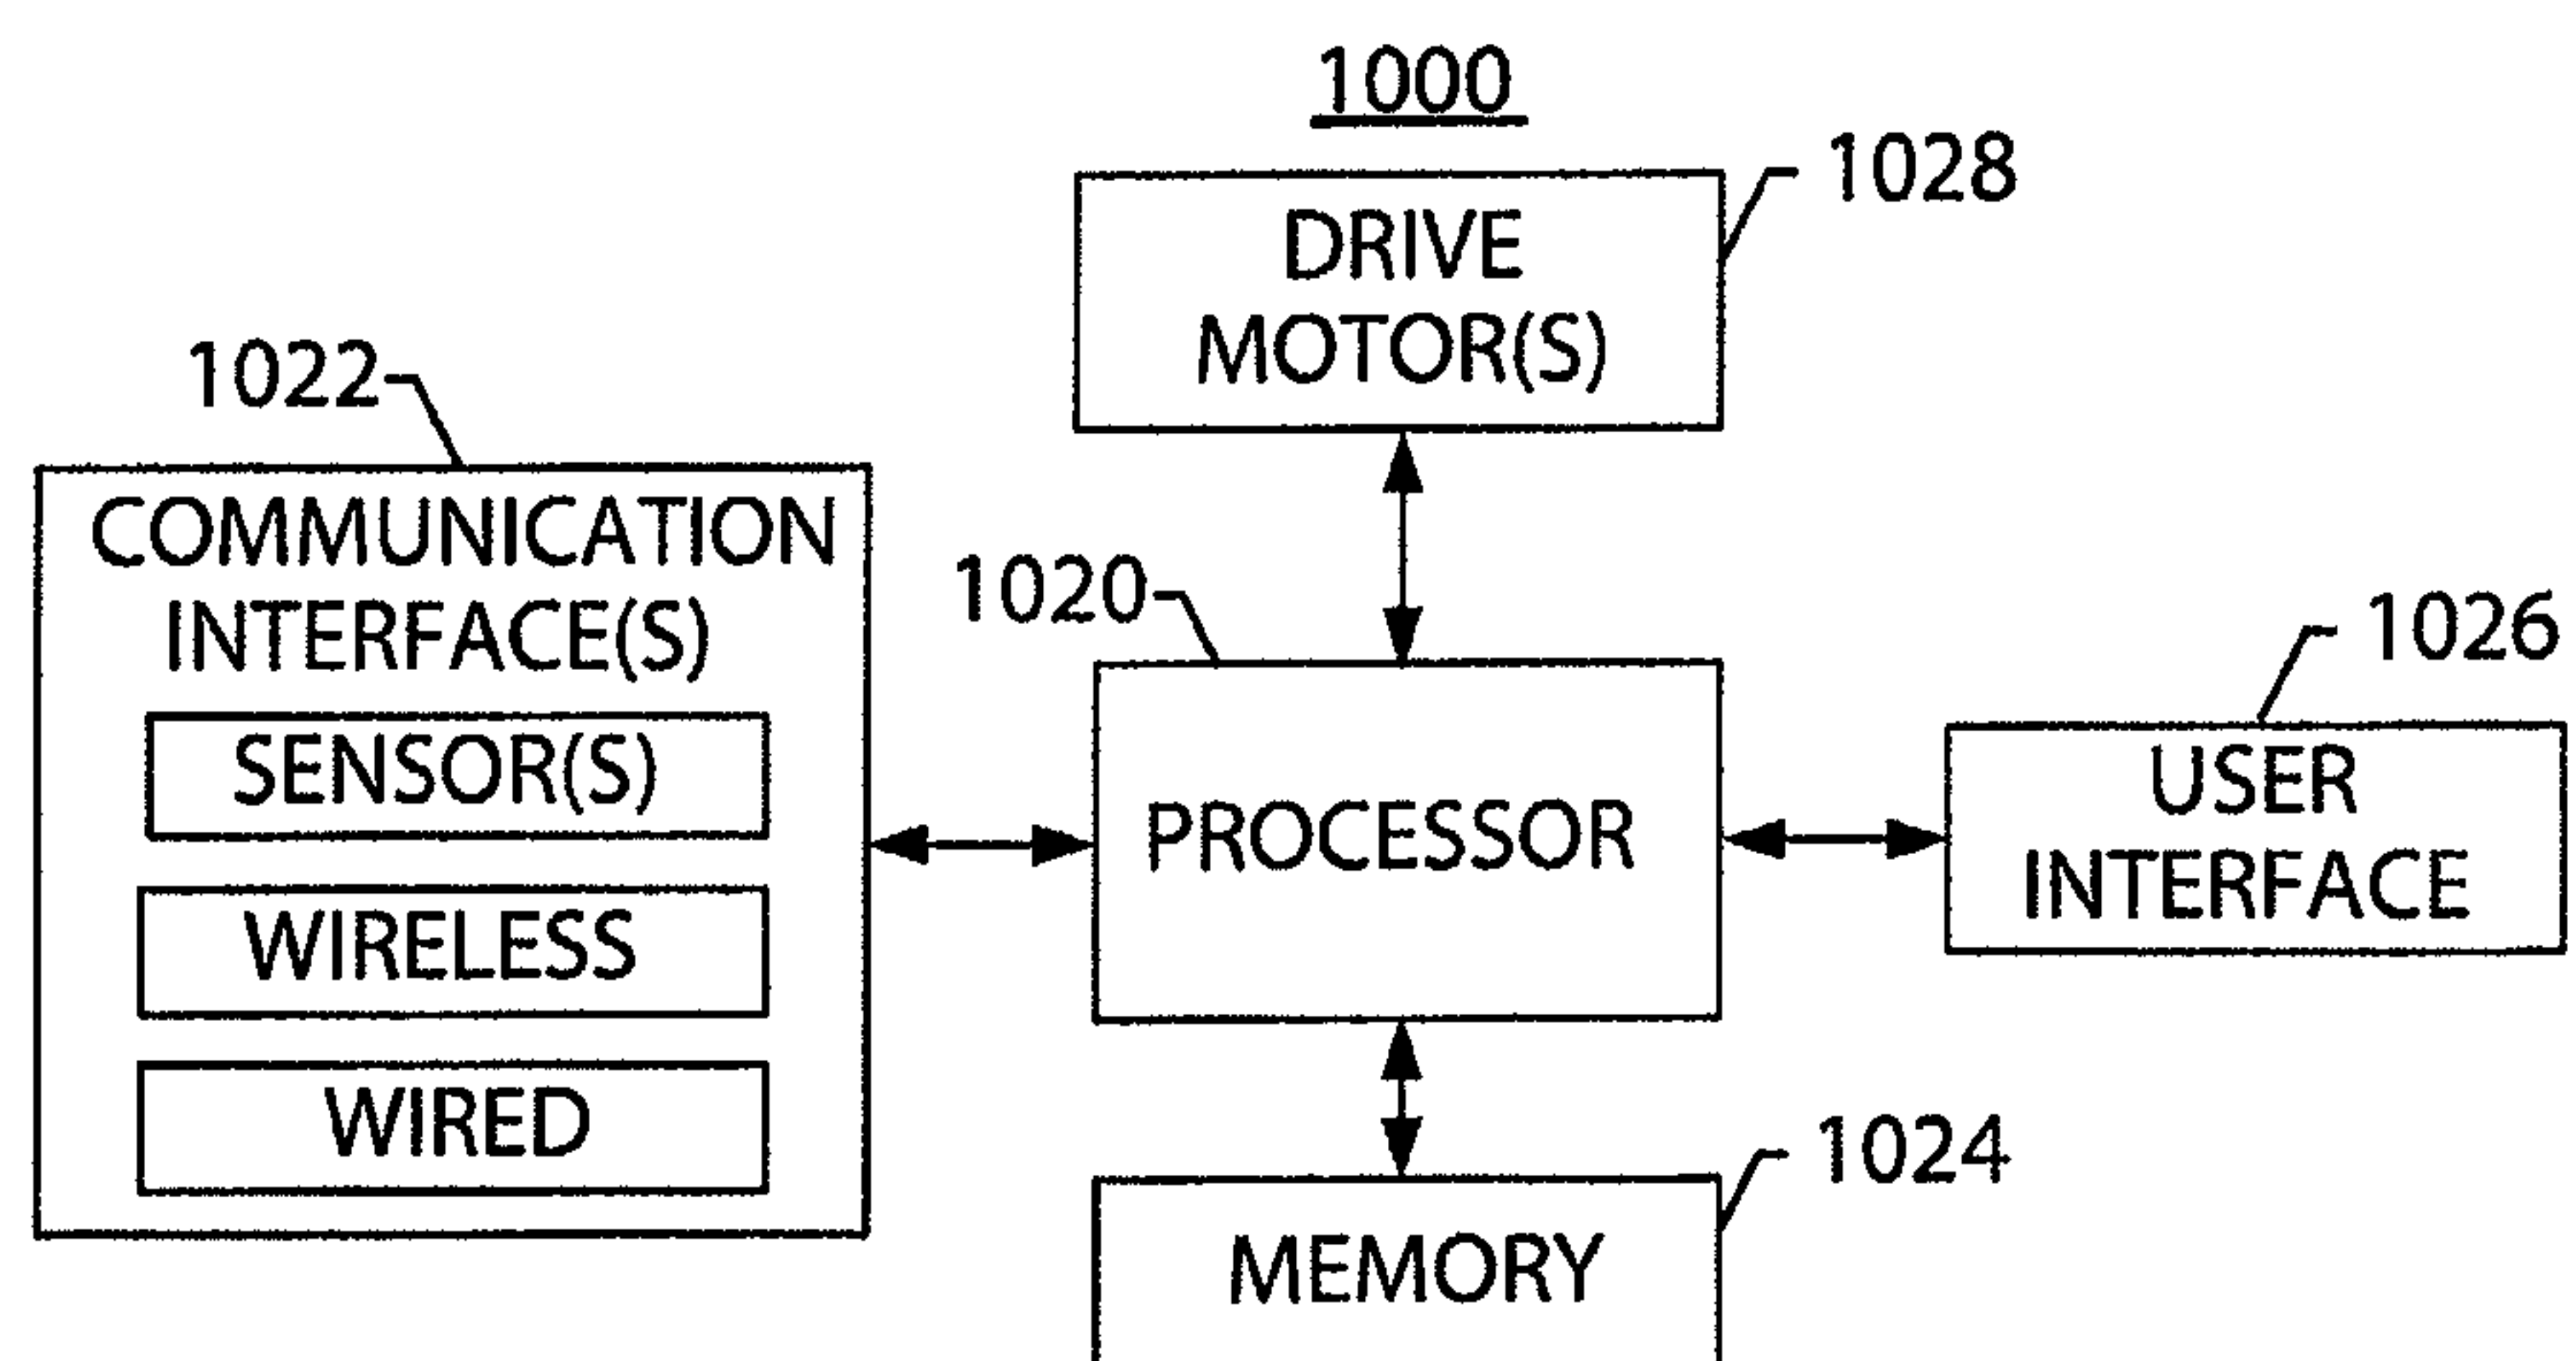 1000
1028
DRIVE
MOTOR(S)
1022
COMMUNICATION
INTERFACE(S)
SENSOR(S)
WIRELESS
WIRED
1020
PROCESSOR
1026
USER
INTERFACE
1024
MEMORY